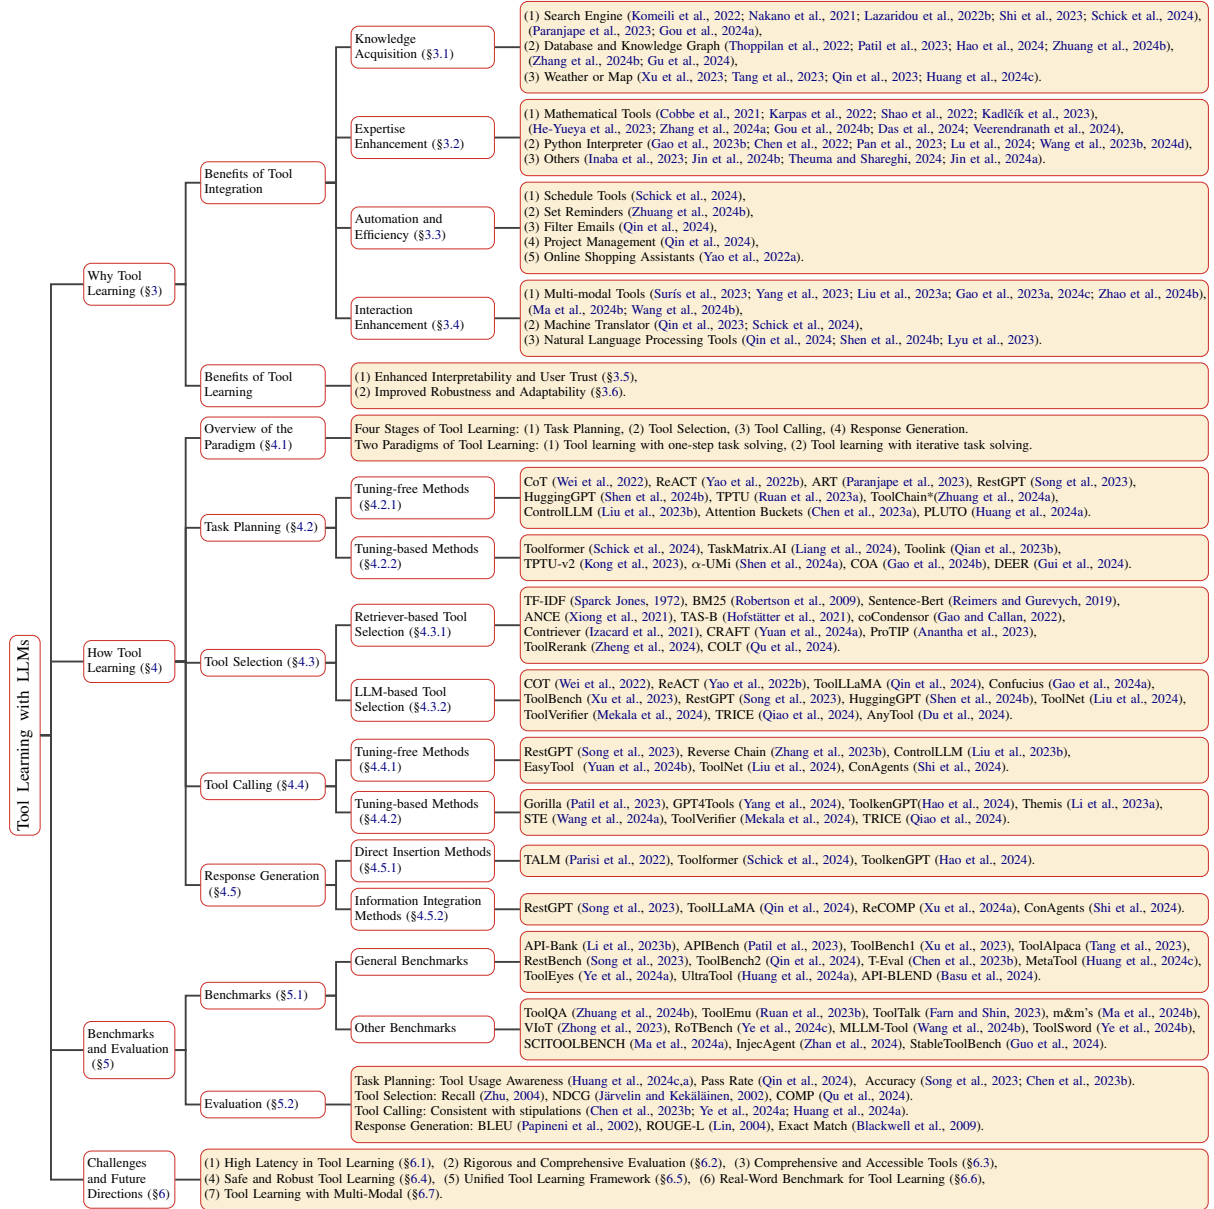 Tool Learning with LLMs
Why Tool
Learning (§3)
Benefits of Tool
Integration
Knowledge
Acquisition (§3.1)
(1) Search Engine (Komeili et al., 2022; Nakano et al., 2021; Lazaridou et al., 2022b; Shi et al., 2023; Schick et al., 2024),
(Paranjape et al., 2023; Gou et al., 2024a),
(2) Database and Knowledge Graph (Thoppilan et al., 2022; Patil et al., 2023; Hao et al., 2024; Zhuang et al., 2024b),
(Zhang et al., 2024b; Gu et al., 2024),
(3) Weather or Map (Xu et al., 2023; Tang et al., 2023; Qin et al., 2023; Huang et al., 2024c).
Expertise
Enhancement (§3.2)
(1) Mathematical Tools (Cobbe et al., 2021; Karpas et al., 2022; Shao et al., 2022; Kadlčík et al., 2023),
(He-Yueya et al., 2023; Zhang et al., 2024a; Gou et al., 2024b; Das et al., 2024; Veerendranath et al., 2024),
(2) Python Interpreter (Gao et al., 2023b; Chen et al., 2022; Pan et al., 2023; Lu et al., 2024; Wang et al., 2023b, 2024d),
(3) Others (Inaba et al., 2023; Jin et al., 2024b; Theuma and Shareghi, 2024; Jin et al., 2024a).
Automation and
Efficiency (§3.3)
(1) Schedule Tools (Schick et al., 2024),
(2) Set Reminders (Zhuang et al., 2024b),
(3) Filter Emails (Qin et al., 2024),
(4) Project Management (Qin et al., 2024),
(5) Online Shopping Assistants (Yao et al., 2022a).
Interaction
Enhancement (§3.4)
(1) Multi-modal Tools (Surís et al., 2023; Yang et al., 2023; Liu et al., 2023a; Gao et al., 2023a, 2024c; Zhao et al., 2024b),
(Ma et al., 2024b; Wang et al., 2024b),
(2) Machine Translator (Qin et al., 2023; Schick et al., 2024),
(3) Natural Language Processing Tools (Qin et al., 2024; Shen et al., 2024b; Lyu et al., 2023).
Benefits of Tool
Learning
(1) Enhanced Interpretability and User Trust (§3.5),
(2) Improved Robustness and Adaptability (§3.6).
How Tool
Learning (§4)
Overview of the
Paradigm (§4.1)
Four Stages of Tool Learning: (1) Task Planning, (2) Tool Selection, (3) Tool Calling, (4) Response Generation.
Two Paradigms of Tool Learning: (1) Tool learning with one-step task solving, (2) Tool learning with iterative task solving.
Task Planning (§4.2)
Tuning-free Methods
(§4.2.1)
CoT (Wei et al., 2022), ReACT (Yao et al., 2022b), ART (Paranjape et al., 2023), RestGPT (Song et al., 2023),
HuggingGPT (Shen et al., 2024b), TPTU (Ruan et al., 2023a), ToolChain*(Zhuang et al., 2024a),
ControlLLM (Liu et al., 2023b), Attention Buckets (Chen et al., 2023a), PLUTO (Huang et al., 2024a).
Tuning-based Methods
(§4.2.2)
Toolformer (Schick et al., 2024), TaskMatrix.AI (Liang et al., 2024), Toolink (Qian et al., 2023b),
TPTU-v2 (Kong et al., 2023), α-UMi (Shen et al., 2024a), COA (Gao et al., 2024b), DEER (Gui et al., 2024).
Tool Selection (§4.3)
Retriever-based Tool
Selection (§4.3.1)
TF-IDF (Sparck Jones, 1972), BM25 (Robertson et al., 2009), Sentence-Bert (Reimers and Gurevych, 2019),
ANCE (Xiong et al., 2021), TAS-B (Hofstätter et al., 2021), coCondensor (Gao and Callan, 2022),
Contriever (Izacard et al., 2021), CRAFT (Yuan et al., 2024a), ProTIP (Anantha et al., 2023),
ToolRerank (Zheng et al., 2024), COLT (Qu et al., 2024).
LLM-based Tool
Selection (§4.3.2)
COT (Wei et al., 2022), ReACT (Yao et al., 2022b), ToolLLaMA (Qin et al., 2024), Confucius (Gao et al., 2024a),
ToolBench (Xu et al., 2023), RestGPT (Song et al., 2023), HuggingGPT (Shen et al., 2024b), ToolNet (Liu et al., 2024),
ToolVerifier (Mekala et al., 2024), TRICE (Qiao et al., 2024), AnyTool (Du et al., 2024).
Tool Calling (§4.4)
Tuning-free Methods
(§4.4.1)
RestGPT (Song et al., 2023), Reverse Chain (Zhang et al., 2023b), ControlLLM (Liu et al., 2023b),
EasyTool (Yuan et al., 2024b), ToolNet (Liu et al., 2024), ConAgents (Shi et al., 2024).
Tuning-based Methods
(§4.4.2)
Gorilla (Patil et al., 2023), GPT4Tools (Yang et al., 2024), ToolkenGPT(Hao et al., 2024), Themis (Li et al., 2023a),
STE (Wang et al., 2024a), ToolVerifier (Mekala et al., 2024), TRICE (Qiao et al., 2024).
Response Generation
(§4.5)
Direct Insertion Methods
(§4.5.1)
TALM (Parisi et al., 2022), Toolformer (Schick et al., 2024), ToolkenGPT (Hao et al., 2024).
Information Integration
Methods (§4.5.2)
RestGPT (Song et al., 2023), ToolLLaMA (Qin et al., 2024), ReCOMP (Xu et al., 2024a), ConAgents (Shi et al., 2024).
Benchmarks
and Evaluation
(§5)
Benchmarks (§5.1)
General Benchmarks
API-Bank (Li et al., 2023b), APIBench (Patil et al., 2023), ToolBench1 (Xu et al., 2023), ToolAlpaca (Tang et al., 2023),
RestBench (Song et al., 2023), ToolBench2 (Qin et al., 2024), T-Eval (Chen et al., 2023b), MetaTool (Huang et al., 2024c),
ToolEyes (Ye et al., 2024a), UltraTool (Huang et al., 2024a), API-BLEND (Basu et al., 2024).
Other Benchmarks
ToolQA (Zhuang et al., 2024b), ToolEmu (Ruan et al., 2023b), ToolTalk (Farn and Shin, 2023), m&m's (Ma et al., 2024b),
VIoT (Zhong et al., 2023), RoTBench (Ye et al., 2024c), MLLM-Tool (Wang et al., 2024b), ToolSword (Ye et al., 2024b),
SCITOOLBENCH (Ma et al., 2024a), InjecAgent (Zhan et al., 2024), StableToolBench (Guo et al., 2024).
Evaluation (§5.2)
Task Planning: Tool Usage Awareness (Huang et al., 2024c,a), Pass Rate (Qin et al., 2024), Accuracy (Song et al., 2023; Chen et al., 2023b).
Tool Selection: Recall (Zhu, 2004), NDCG (Järvelin and Kekäläinen, 2002), COMP (Qu et al., 2024).
Tool Calling: Consistent with stipulations (Chen et al., 2023b; Ye et al., 2024a; Huang et al., 2024a).
Response Generation: BLEU (Papineni et al., 2002), ROUGE-L (Lin, 2004), Exact Match (Blackwell et al., 2009).
Challenges
and Future
Directions (§6)
(1) High Latency in Tool Learning (§6.1), (2) Rigorous and Comprehensive Evaluation (§6.2), (3) Comprehensive and Accessible Tools (§6.3),
(4) Safe and Robust Tool Learning (§6.4), (5) Unified Tool Learning Framework (§6.5), (6) Real-Word Benchmark for Tool Learning (§6.6),
(7) Tool Learning with Multi-Modal (§6.7).